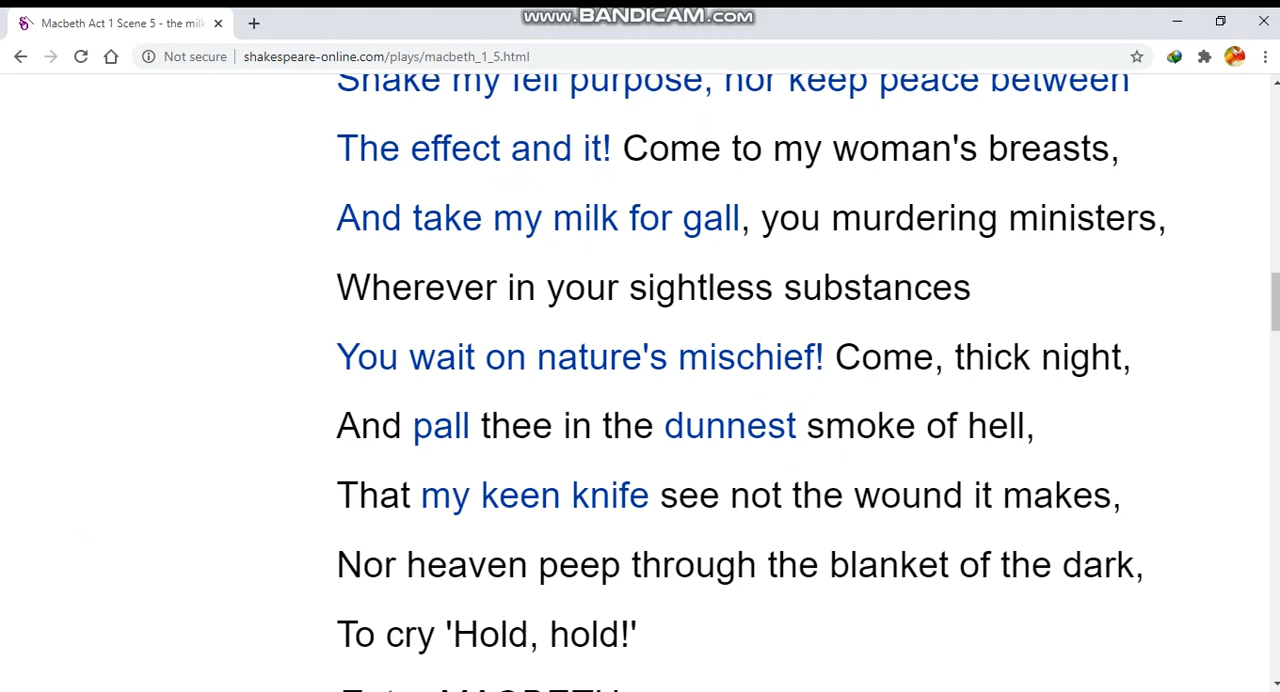 www.BANDICAM.com
Macbeth Act 1 Scene 5 - the milk
Not secure
shakespeare-online.com/plays/macbeth_1_5.html
Shake my fell purpose, nor keep peace between
The effect and it! Come to my woman's breasts,
And take my milk for gall, you murdering ministers,
Wherever in your sightless substances
You wait on nature's mischief! Come, thick night,
And pall thee in the dunnest smoke of hell,
That my keen knife see not the wound it makes,
Nor heaven peep through the blanket of the dark,
To cry 'Hold, hold!'
Enter MACBETH